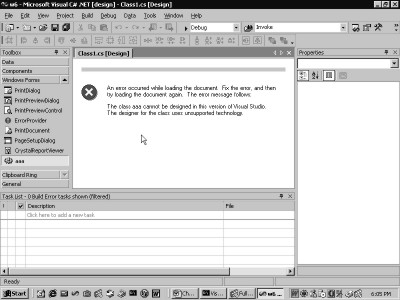 w6 - Microsoft Visual C# .NET [design] - Class1.cs [Design]
File Edit View Project Build Debug Data Tools Window Help
Debug
Invoke
Toolbox
Class1.cs [Design]
Properties
Data
Components
Windows Forms
PrintDialog
PrintPreviewDialog
PrintPreviewControl
ErrorProvider
PrintDocument
PageSetupDialog
CrystalReportViewer
aaa
Clipboard Ring
General
An error occurred while loading the document. Fix the error, and then
try loading the document again. The error message follows:
The class aaa cannot be designed in this version of Visual Studio.
The designer for the class uses unsupported technology.
Task List - 0 Build Error tasks shown (filtered)
! Description File
Click here to add a new task
Ready
Start
Ch...
Vis...
Full...
w6 ...
6:05 PM